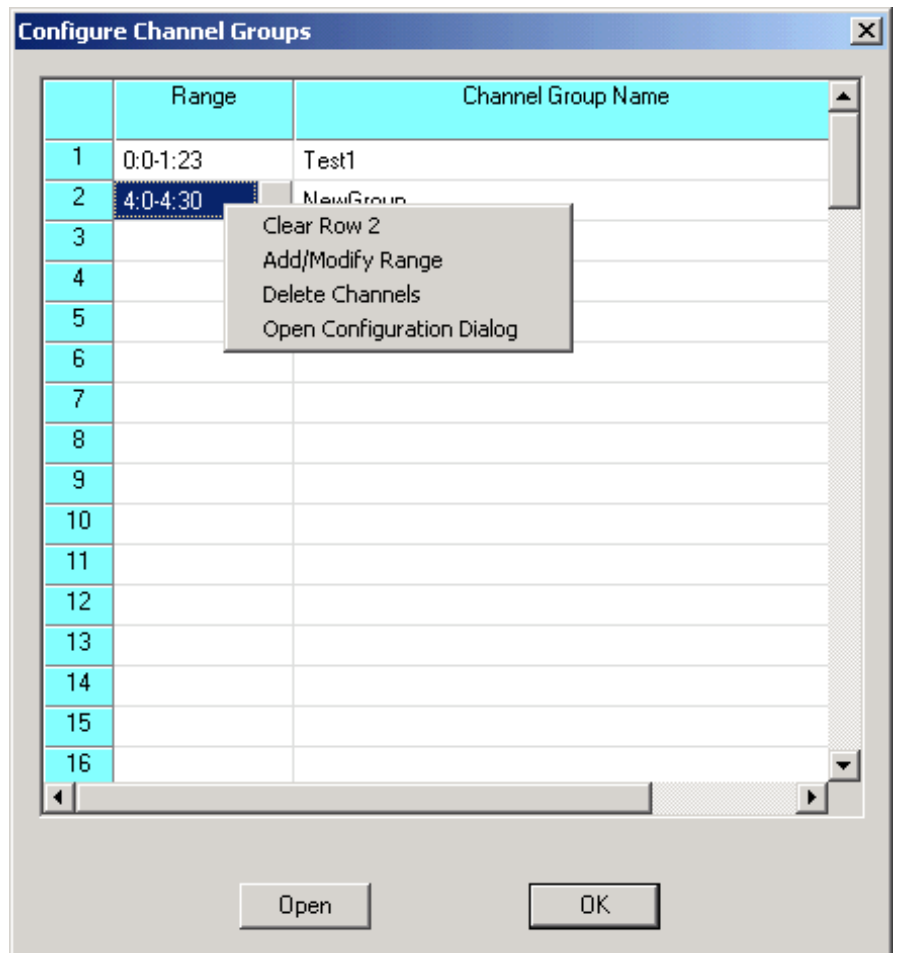 Configure Channel Groups
Range Channel Group Name
1 0:0-1:23 Test1
2 4:0-4:30 NewGroup
Clear Row 2
3
Add/Modify Range
4
Delete Channels
5
Open Configuration Dialog
6
7
8
9
10
11
12
13
14
15
16
Open OK